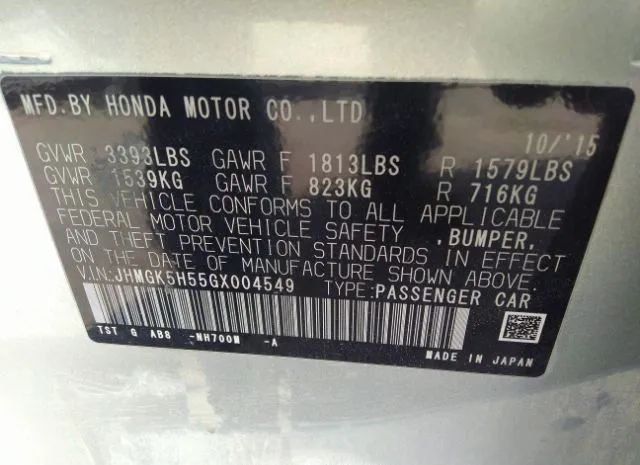 MFD.BY HONDA MOTOR CO.,LTD
10/'15
GVWR 3393LBS GAWR F 1813LBS R 1579LBS
GVWR 1539KG GAWR F 823KG R 716KG
THIS VEHICLE CONFORMS TO ALL APPLICABLE
FEDERAL MOTOR VEHICLE SAFETY ,BUMPER,
AND THEFT PREVENTION STANDARDS IN EFFECT
ON THE DATE OF MANUFACTURE SHOWN ABOVE.
V.IN:JHMGK5H55GX004549 TYPE:PASSENGER CAR
TST G AB8 -NH700M -A
MADE IN JAPAN